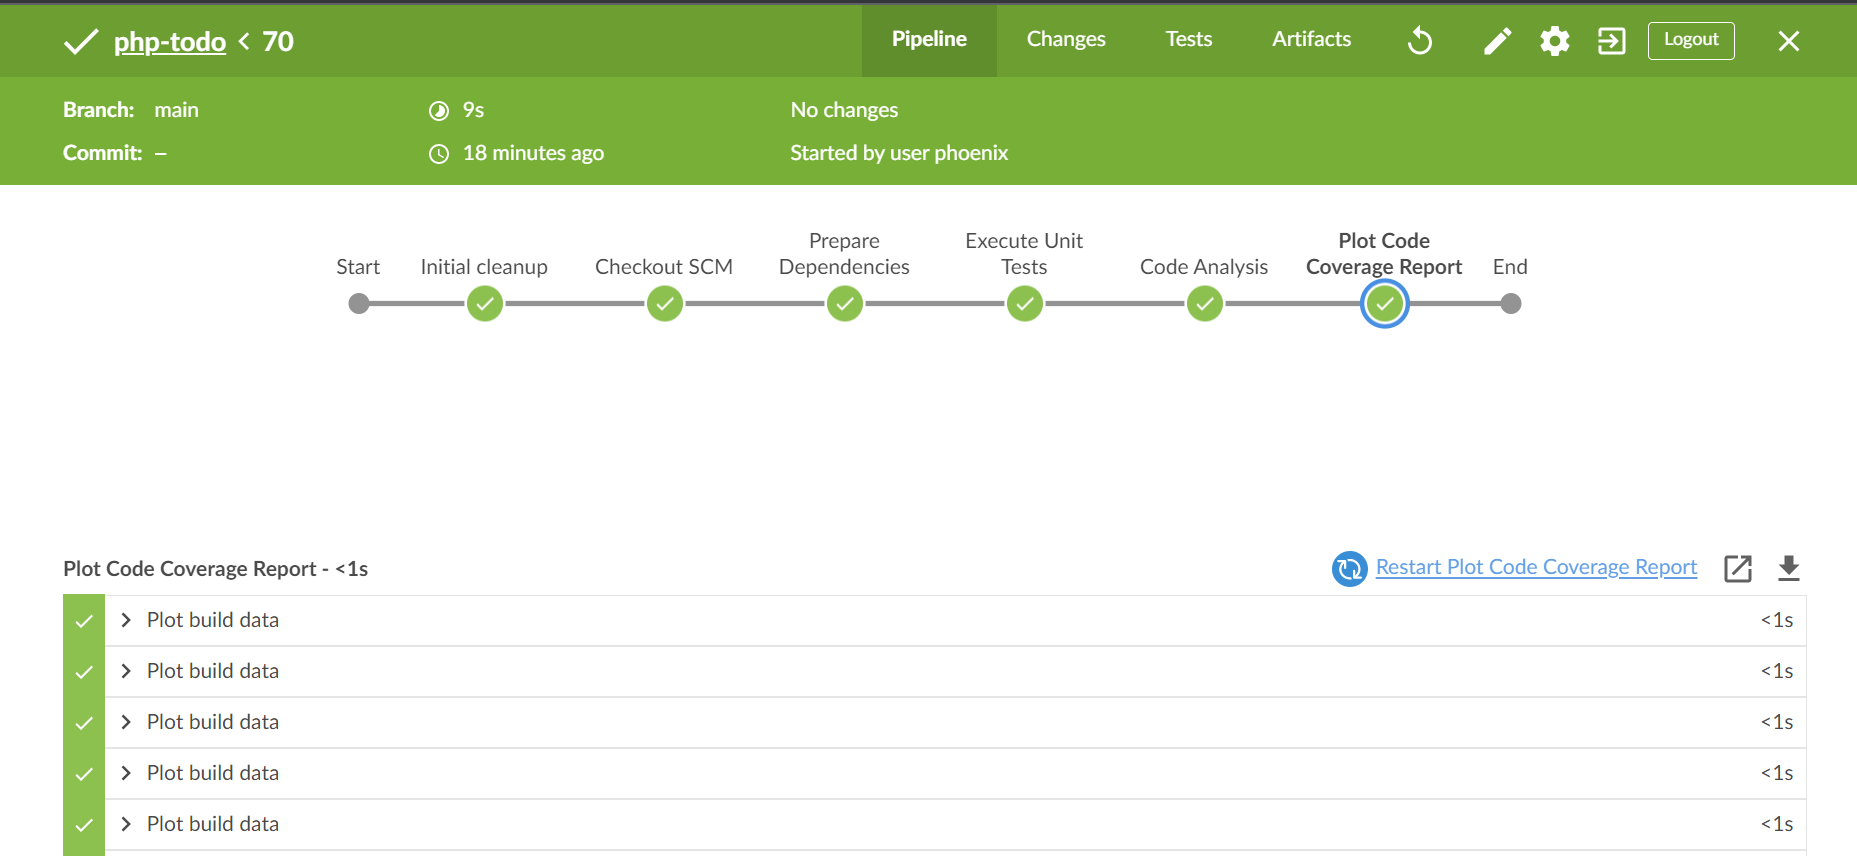 php-todo < 70
Pipeline
Changes
Tests
Artifacts
Logout
Branch: main
9s
No changes
Commit: –
18 minutes ago
Started by user phoenix
Start
Initial cleanup
Checkout SCM
Prepare
Dependencies
Execute Unit
Tests
Code Analysis
Plot Code
Coverage Report
End
Plot Code Coverage Report - <1s
Restart Plot Code Coverage Report
Plot build data <1s
Plot build data <1s
Plot build data <1s
Plot build data <1s
Plot build data <1s